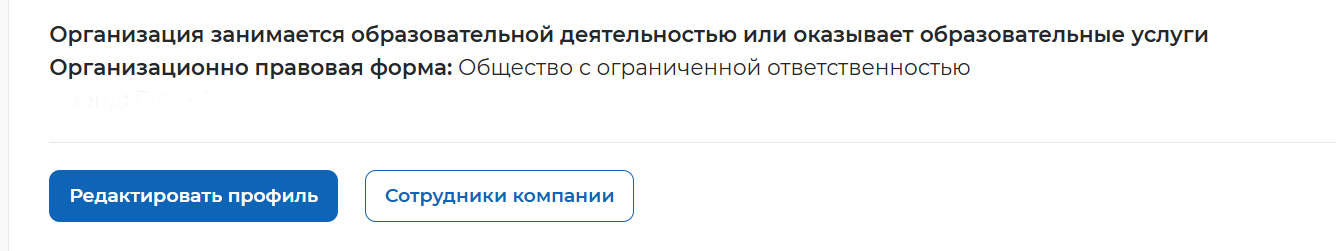 Организация занимается образовательной деятельностью или оказывает образовательные услуги
Организационно правовая форма: Общество с ограниченной ответственностью
Редактировать профиль
Сотрудники компании